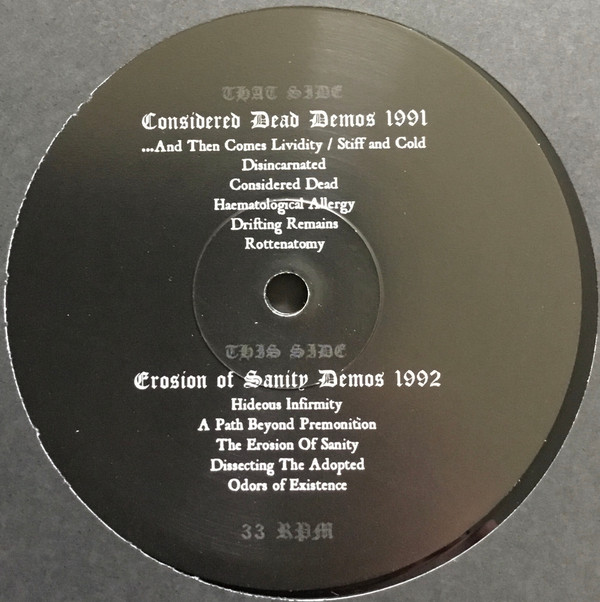 THAT SIDE
Considered Dead Demos 1991
...And Then Comes Lividity / Stiff and Cold
Disincarnated
Considered Dead
Haematological Allergy
Drifting Remains
Rottenatomy
THIS SIDE
Erosion of Sanity Demos 1992
Hideous Infirmity
A Path Beyond Premonition
The Erosion Of Sanity
Dissecting The Adopted
Odors of Existence
33 RPM